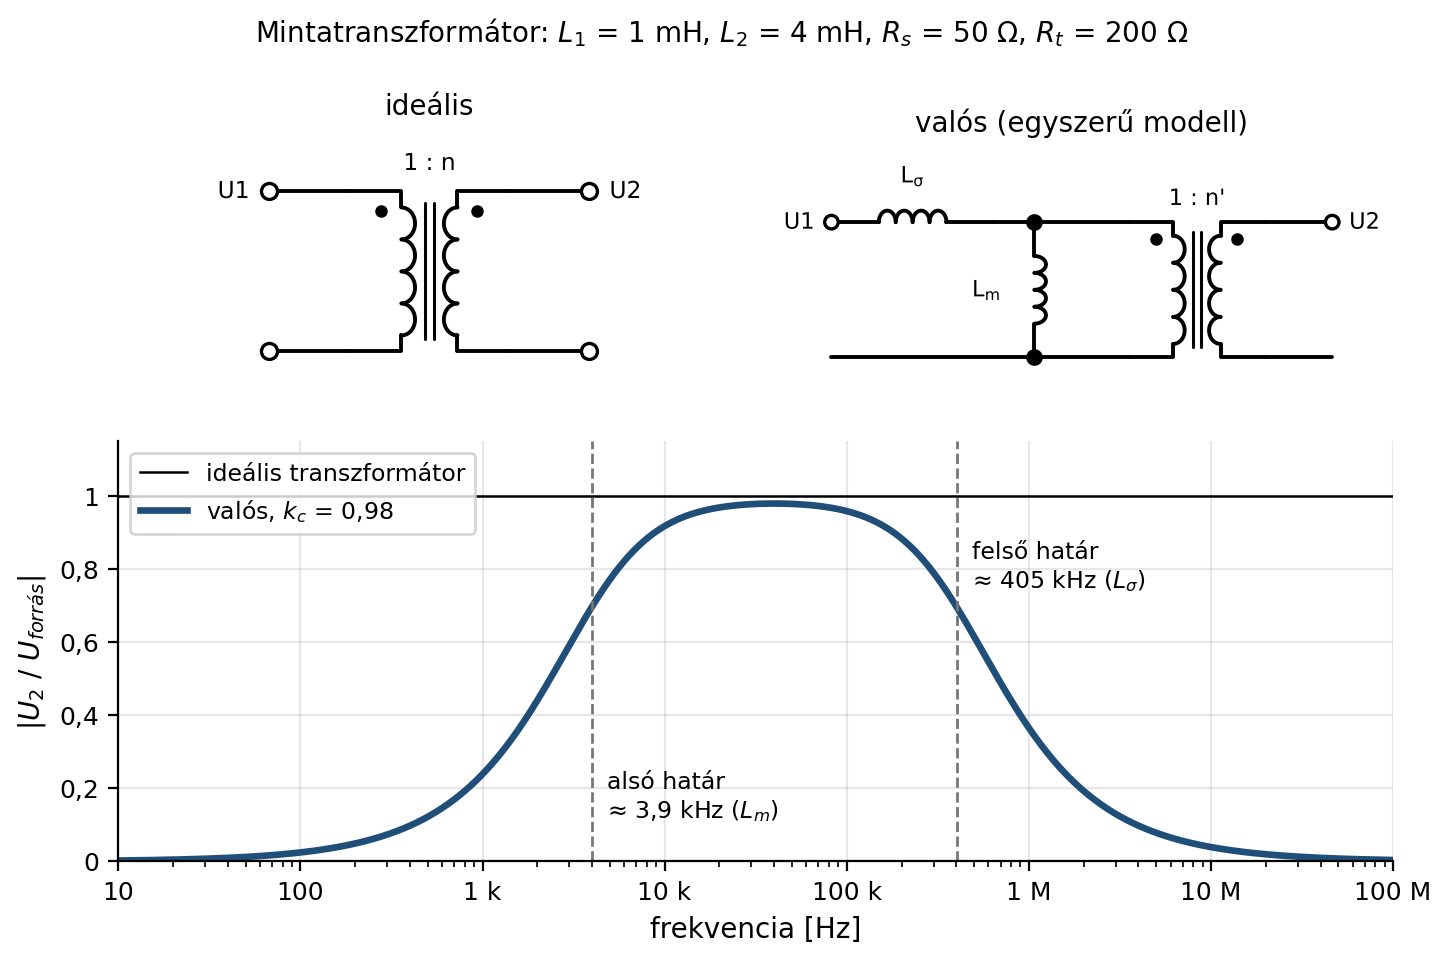 Mintatranszformátor: L₁ = 1 mH, L₂ = 4 mH, Rₛ = 50 Ω, Rₜ = 200 Ω
ideális
1 : n
U1
U2
valós (egyszerű modell)
Lσ
1 : n'
U1
U2
Lₘ
ideális transzformátor
valós, k_c = 0,98
felső határ
≈ 405 kHz (Lσ)
alsó határ
≈ 3,9 kHz (Lₘ)
|U₂ / U_forrás|
1
0,8
0,6
0,4
0,2
0
10
100
1 k
10 k
100 k
1 M
10 M
100 M
frekvencia [Hz]